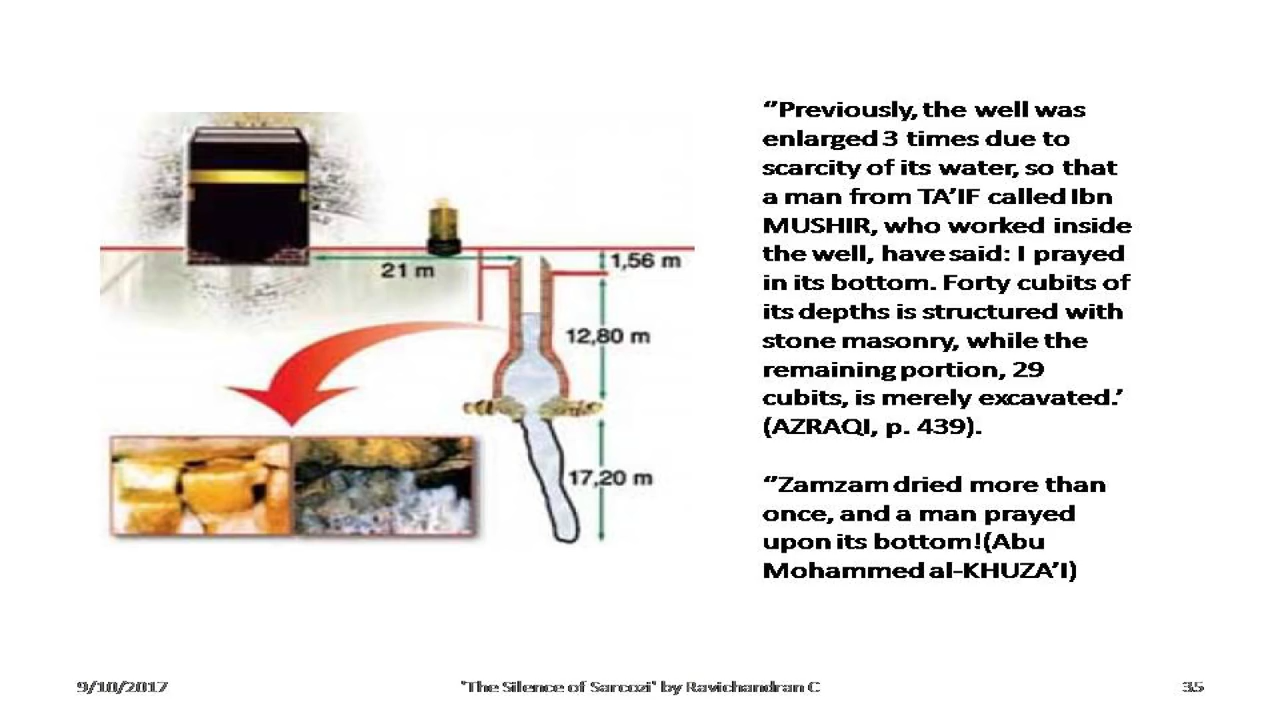 1,56 m
21 m
12,80 m
17,20 m
“Previously, the well was
enlarged 3 times due to
scarcity of its water, so that
a man from TA’IF called Ibn
MUSHIR, who worked inside
the well, have said: I prayed
in its bottom. Forty cubits of
its depths is structured with
stone masonry, while the
remaining portion, 29
cubits, is merely excavated.’
(AZRAQI, p. 439).
“Zamzam dried more than
once, and a man prayed
upon its bottom!(Abu
Mohammed al-KHUZA’I)
9/10/2017
'The Silence of Sarcozi' by Ravichandran C
35